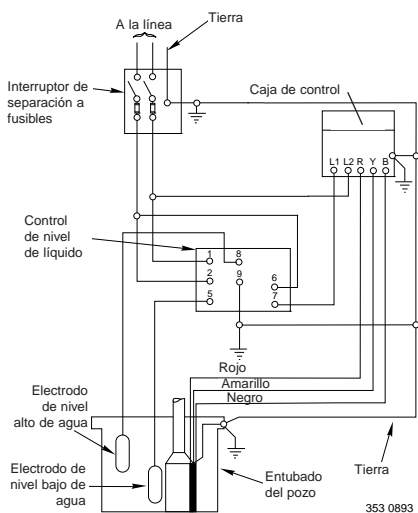 A la línea
Tierra
Interruptor de
separación a
fusibles
Caja de control
L1 L2 R Y B
Control
de nivel
de líquido
1 8
2 9 6
5 7
Rojo
Amarillo
Negro
Electrodo
de nivel
alto de agua
Electrodo de
nivel bajo de
agua
Entubado
del pozo
Tierra
353 0893